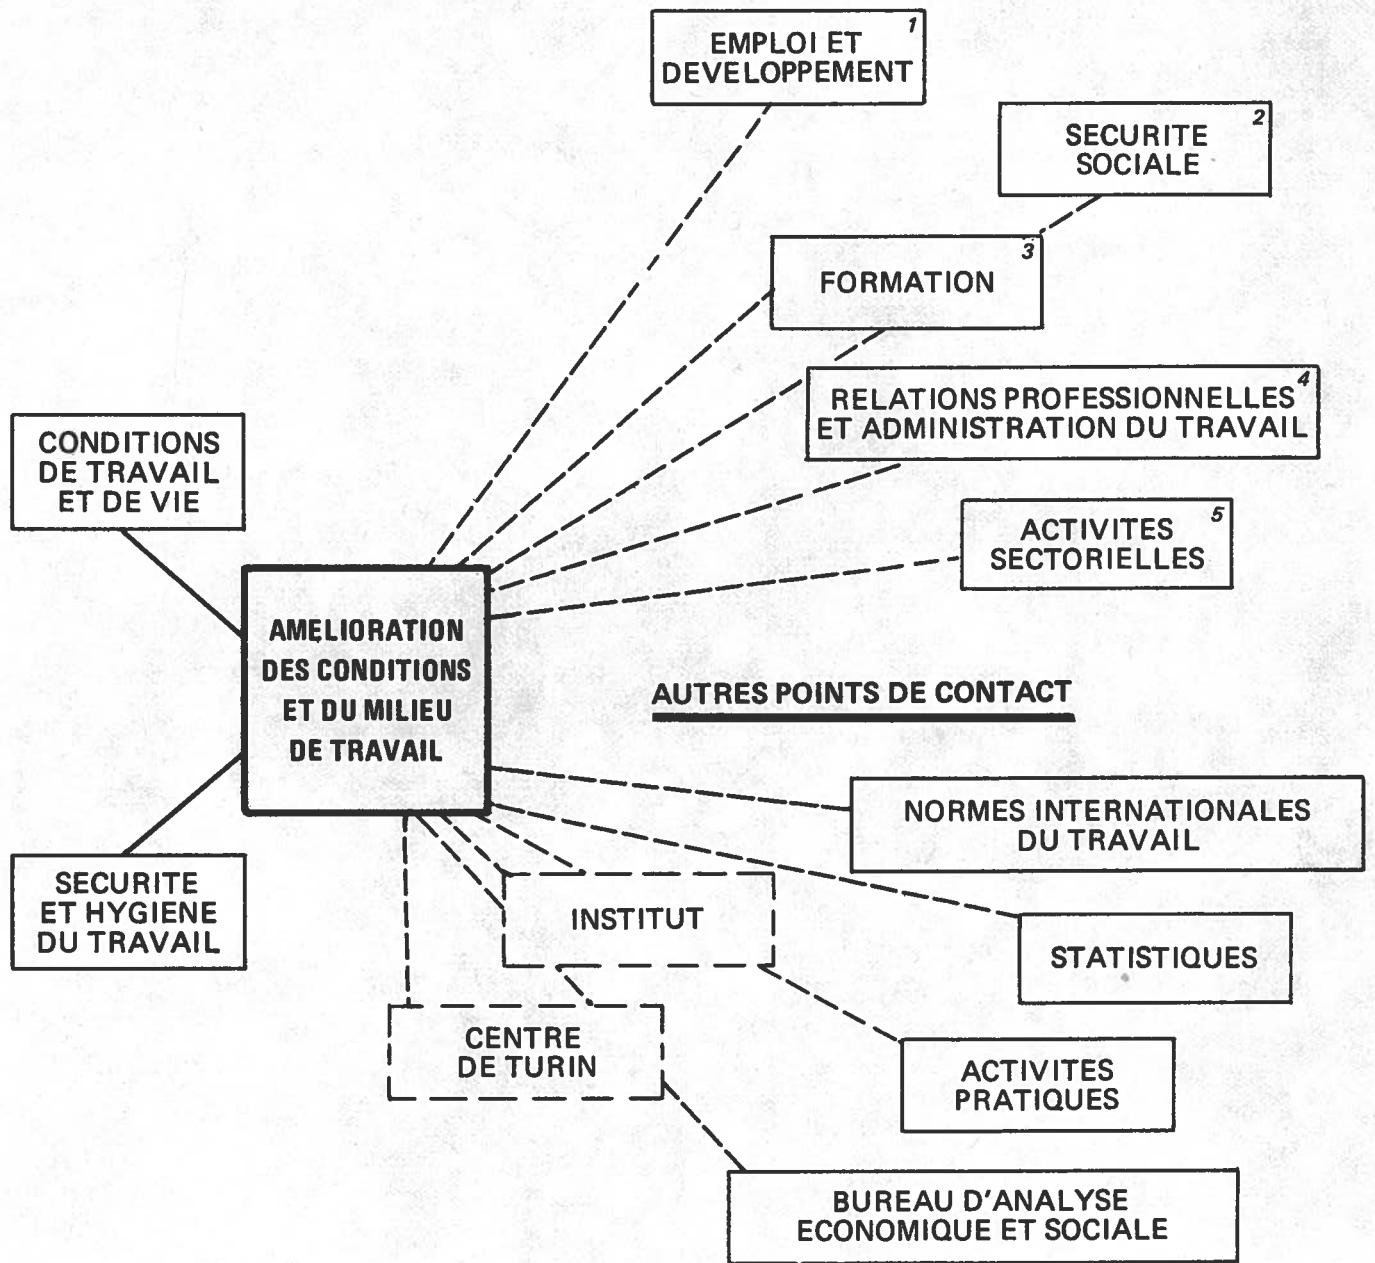 1
EMPLOI ET
DEVELOPPEMENT
2
SECURITE
SOCIALE
3
FORMATION
4
RELATIONS PROFESSIONNELLES
ET ADMINISTRATION DU TRAVAIL
CONDITIONS
DE TRAVAIL
ET DE VIE
5
ACTIVITES
SECTORIELLES
AMELIORATION
DES CONDITIONS
ET DU MILIEU
DE TRAVAIL
AUTRES POINTS DE CONTACT
NORMES INTERNATIONALES
DU TRAVAIL
SECURITE
ET HYGIENE
DU TRAVAIL
INSTITUT
STATISTIQUES
CENTRE
DE TURIN
ACTIVITES
PRATIQUES
BUREAU D'ANALYSE
ECONOMIQUE ET SOCIALE